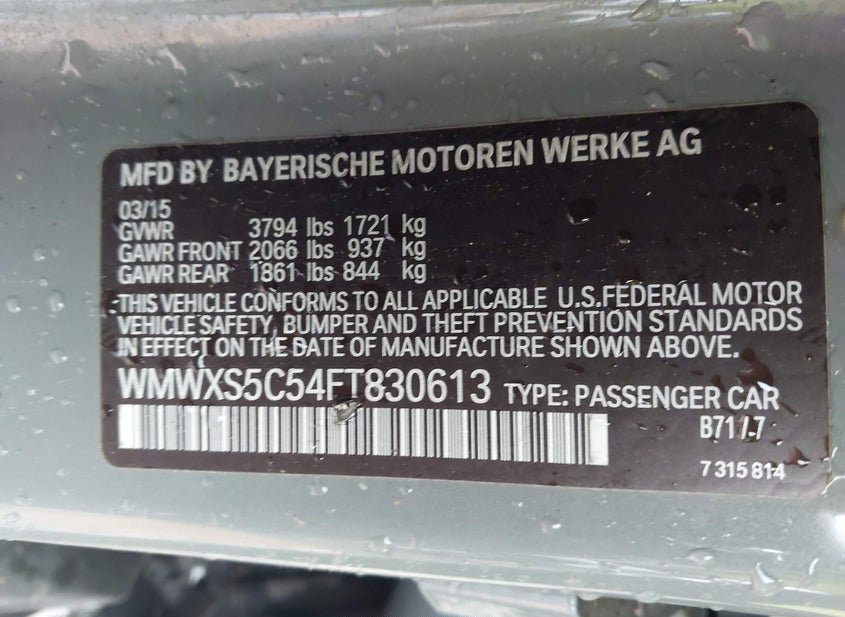 MFD BY BAYERISCHE MOTOREN WERKE AG
03/15
GVWR 3794 lbs 1721 kg
GAWR FRONT 2066 lbs 937 kg
GAWR REAR 1861 lbs 844 kg
THIS VEHICLE CONFORMS TO ALL APPLICABLE U.S.FEDERAL MOTOR
VEHICLE SAFETY, BUMPER AND THEFT PREVENTION STANDARDS
IN EFFECT ON THE DATE OF MANUFACTURE SHOWN ABOVE.
WMWXS5C54FT830613 TYPE: PASSENGER CAR
7 315 814